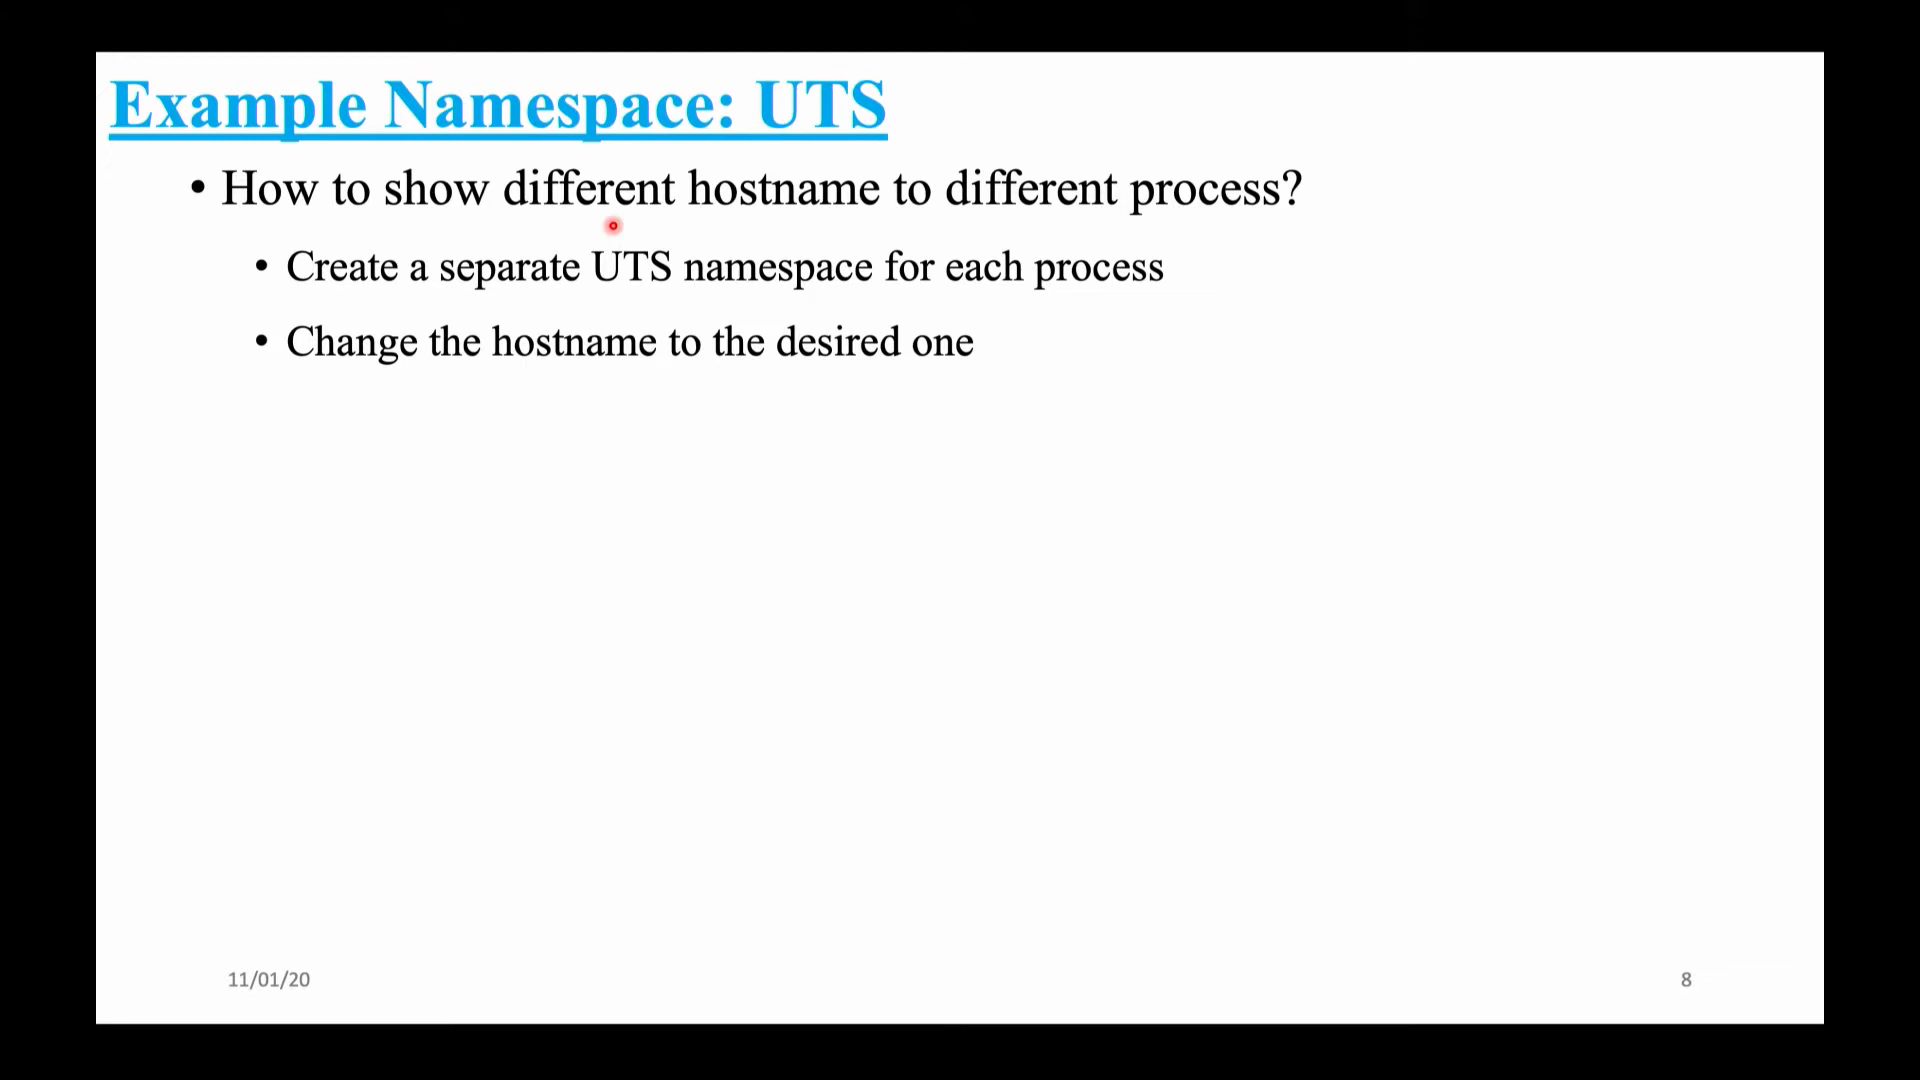 Example Namespace: UTS
• How to show different hostname to different process?
• Create a separate UTS namespace for each process
• Change the hostname to the desired one
11/01/20
8